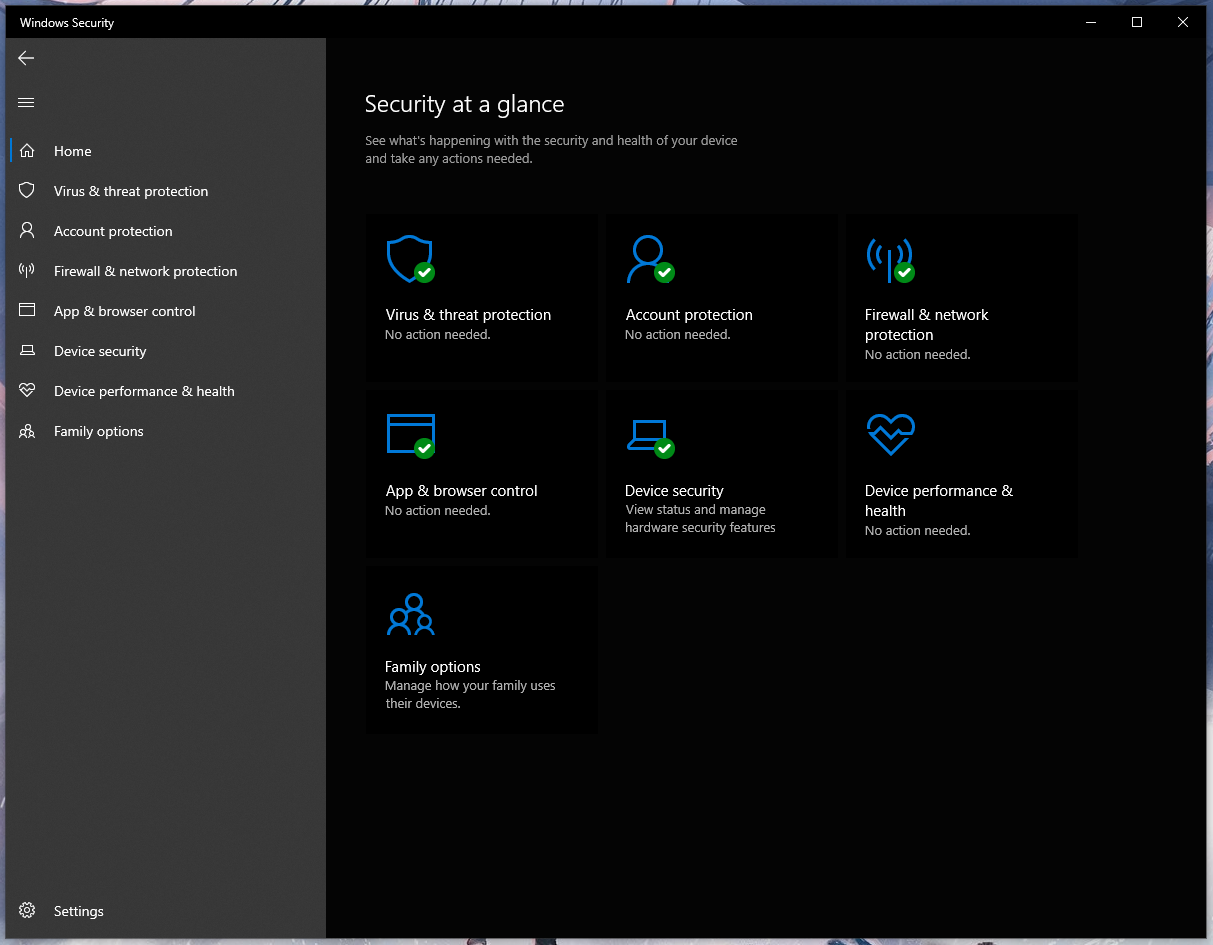 Windows Security
Home
Virus & threat protection
Account protection
Firewall & network protection
App & browser control
Device security
Device performance & health
Family options
Settings
Security at a glance
See what's happening with the security and health of your device
and take any actions needed.
Virus & threat protection
No action needed.
Account protection
No action needed.
Firewall & network
protection
No action needed.
App & browser control
No action needed.
Device security
View status and manage
hardware security features
Device performance &
health
No action needed.
Family options
Manage how your family uses
their devices.